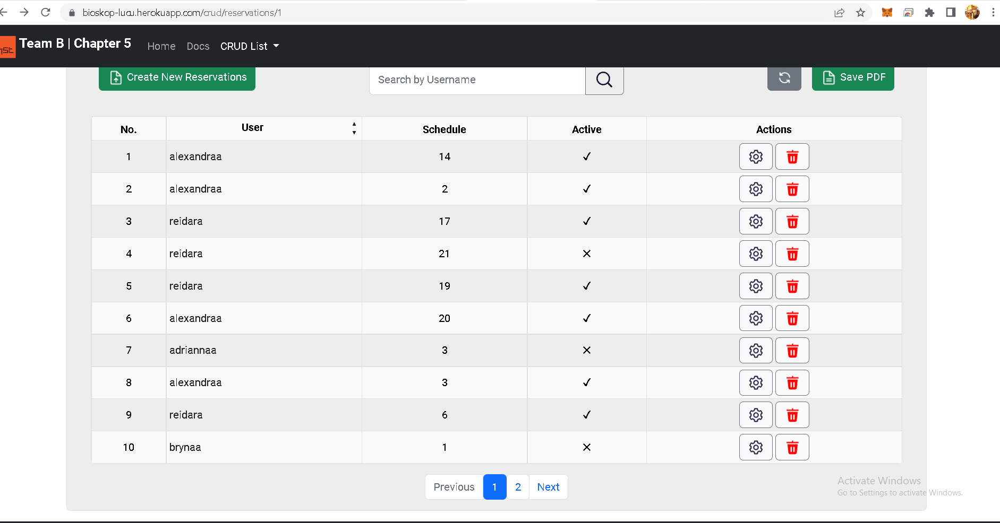 bioskop-lucu.herokuapp.com/crud/reservations/1
Team B | Chapter 5 Home Docs CRUD List
Create New Reservations Search by Username Save PDF
No. User Schedule Active Actions
1 alexandraa 14 ✓
2 alexandraa 2 ✓
3 reidara 17 ✓
4 reidara 21 ✕
5 reidara 19 ✓
6 alexandraa 20 ✓
7 adriannaa 3 ✕
8 alexandraa 3 ✓
9 reidara 6 ✓
10 brynaa 1 ✕
Previous 1 2 Next
Activate Windows
Go to Settings to activate Windows.